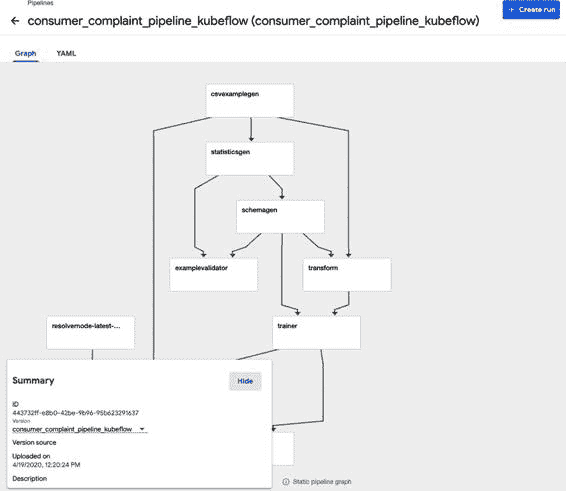 Pipelines
← consumer_complaint_pipeline_kubeflow (consumer_complaint_pipeline_kubeflow)
+ Create run
Graph YAML
csvexamplegen
statisticsgen
schemagen
examplevalidator transform
resolvernode-latest-... trainer
Summary Hide
ID
443732ff-e8b0-42be-9b96-95b623291637
Version
consumer_complaint_pipeline_kubeflow
Version source
Uploaded on
4/19/2020, 12:20:24 PM
Description
Static pipeline graph